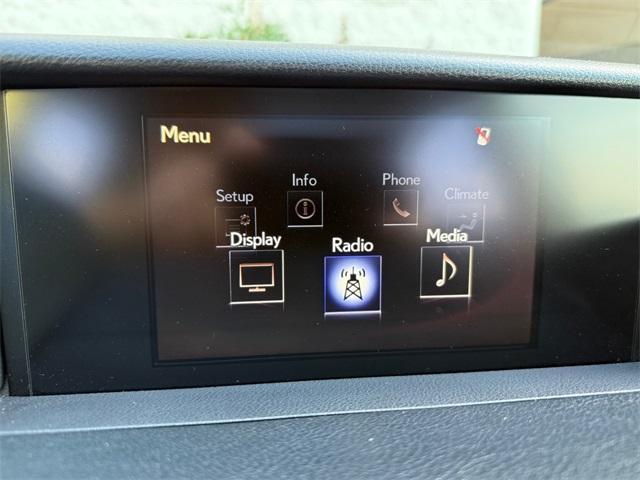 Menu
Info
Phone
Setup
Climate
Display
Radio
Media